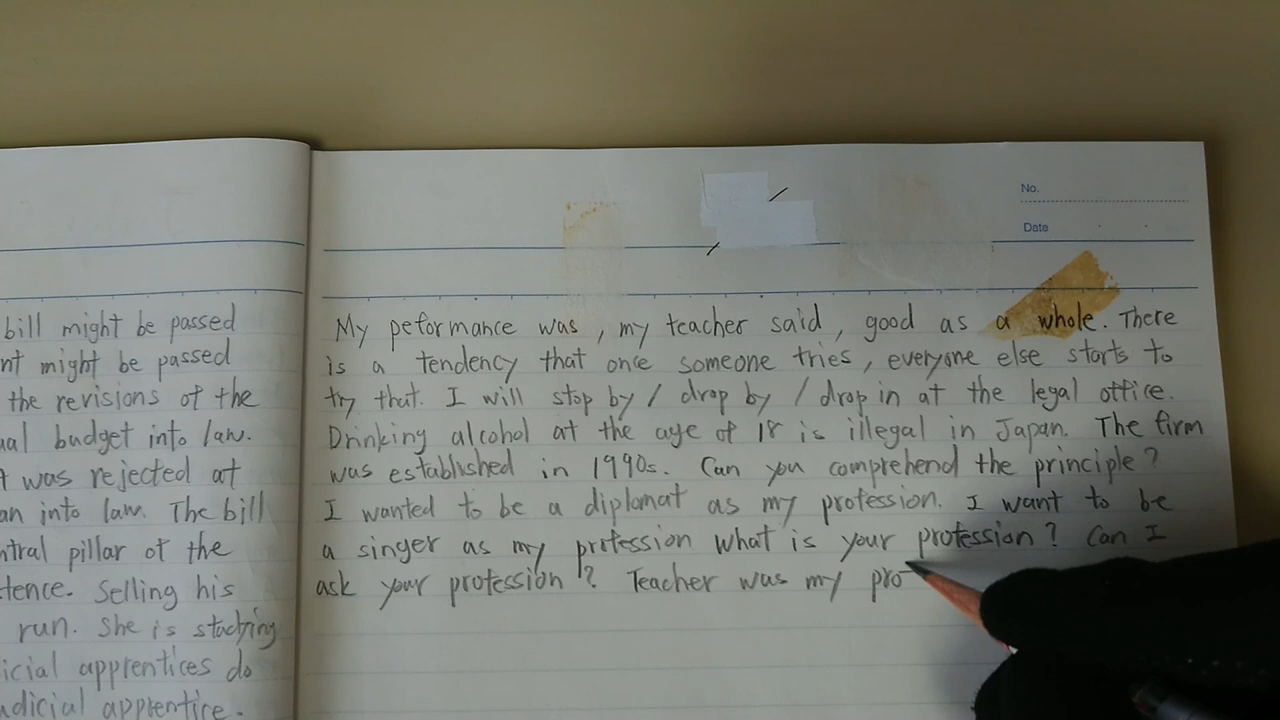 bill might be passed
nt might be passed
the revisions of the
ual budget into law.
t was rejected at
an into law. The bill
ntral pillar of the
tence. Selling his
run. She is studying
icial apprentices do
udicial apprentice.
No.
Date
My peformance was, my teacher said, good as a whole. There
is a tendency that once someone tries, everyone else starts to
try that. I will stop by / drop by / drop in at the legal office.
Drinking alcohol at the age of 18 is illegal in Japan. The firm
was established in 1990s. Can you comprehend the principle?
I wanted to be a diplomat as my profession. I want to be
a singer as my profession What is your profession? Can I
ask your profession? Teacher was my pro